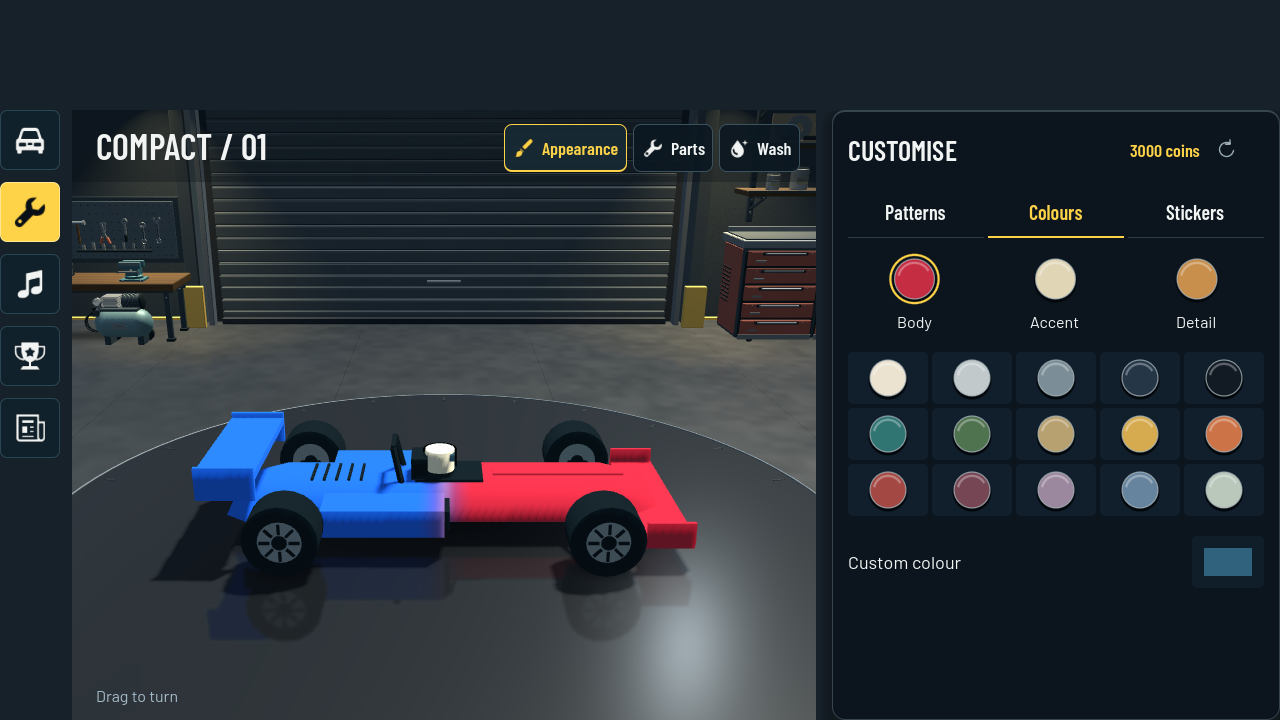 COMPACT / 01
Appearance
Parts
Wash
CUSTOMISE
3000 coins
Patterns
Colours
Stickers
Body
Accent
Detail
Custom colour
Drag to turn